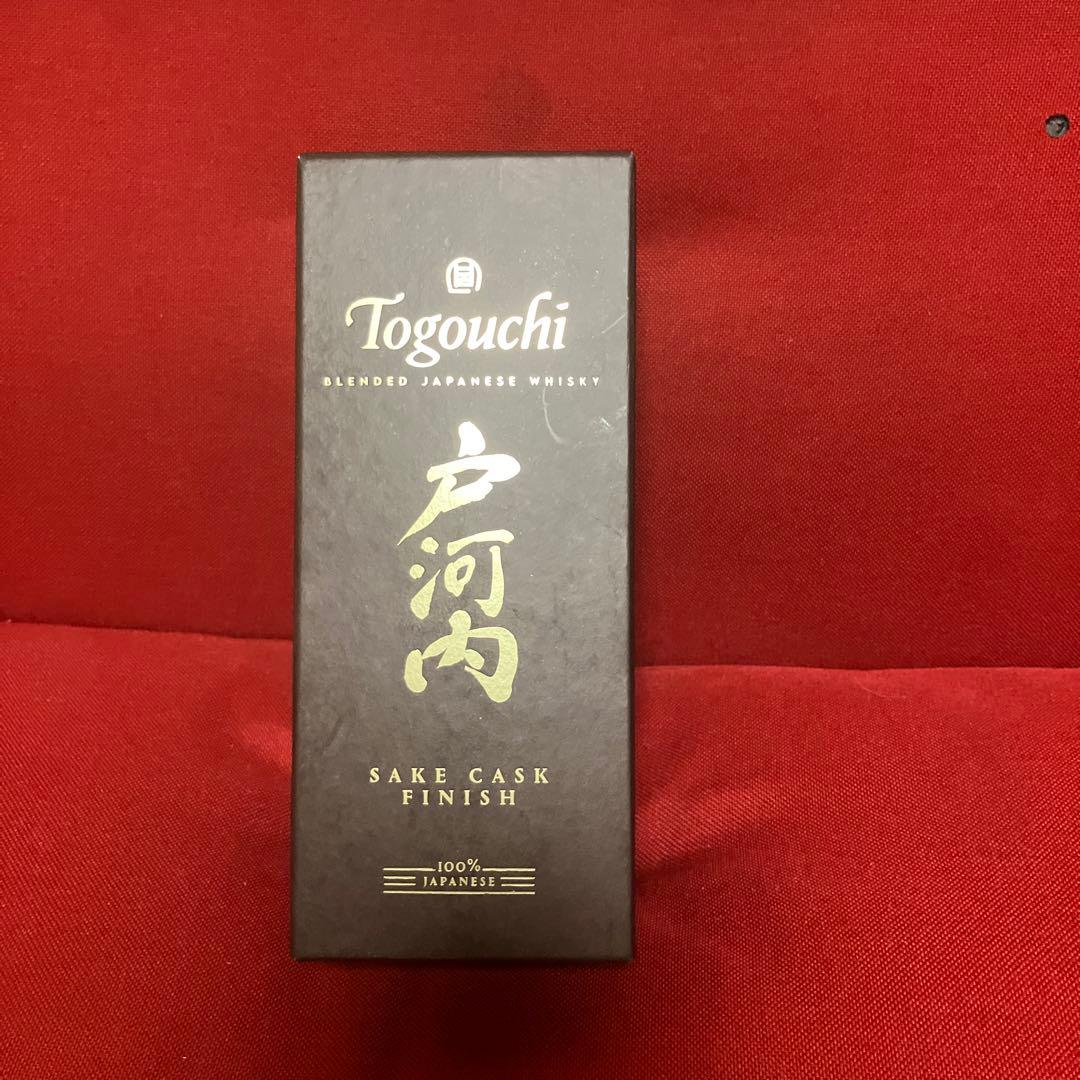 Togouchi
BLENDED JAPANESE WHISKY
戸河内
SAKE CASK
FINISH
100%
JAPANESE